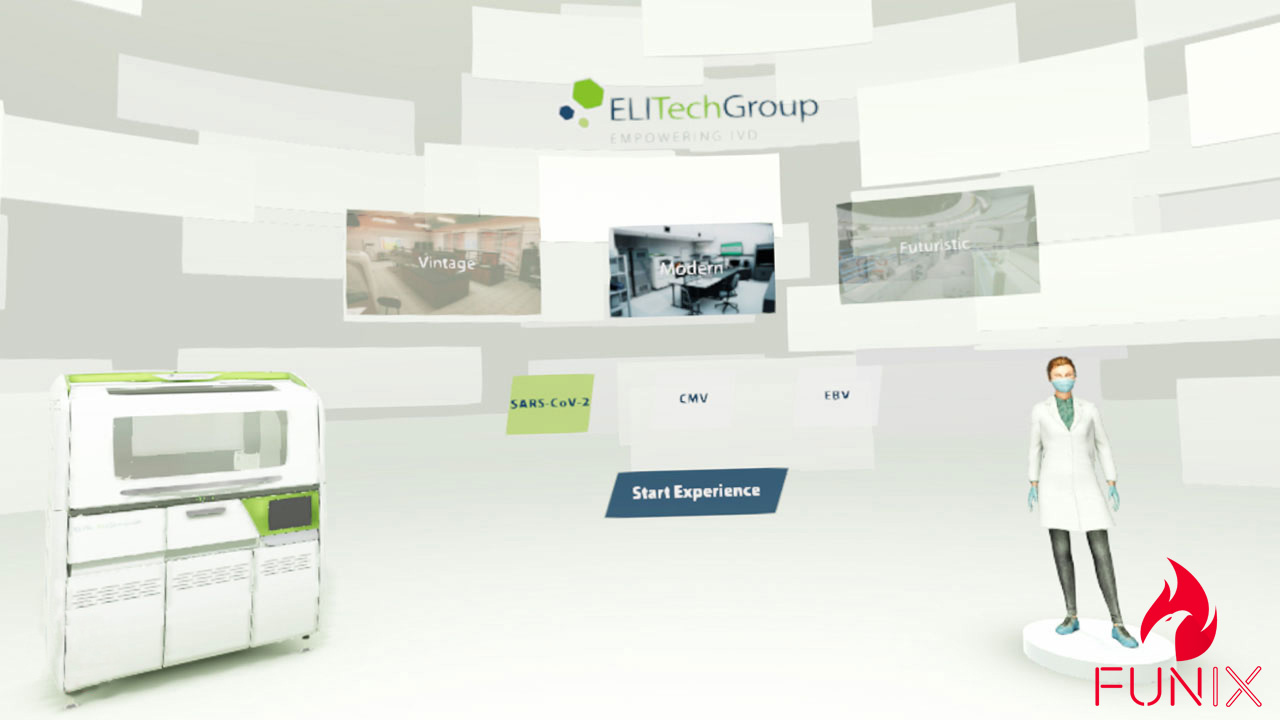 ELITechGroup
EMPOWERING IVD
Vintage
Modern
Futuristic
SARS-CoV-2
CMV
EBV
Start Experience
FUNIX